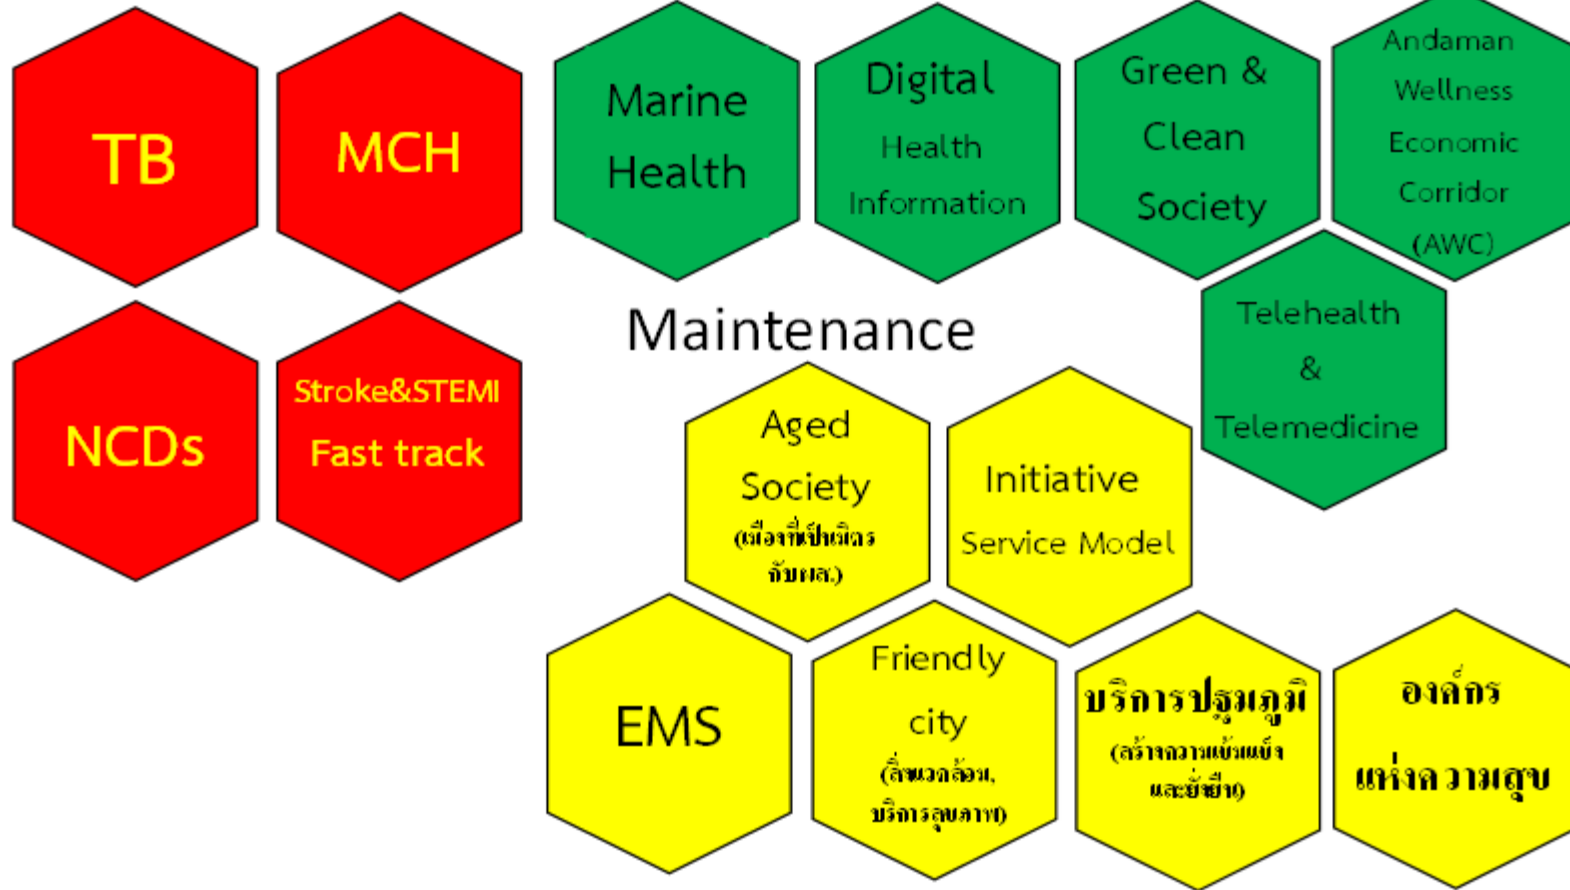 TB
MCH
NCDs
Stroke&STEMI
Fast track
Marine
Health
Digital
Health
Information
Green &
Clean
Society
Andaman
Wellness
Economic
Corridor
(AWC)
Telehealth
&
Telemedicine
Maintenance
Aged
Society
(เมืองที่เป็นมิตร
กับผส.)
Initiative
Service Model
EMS
Friendly
city
(สิ่งแวดล้อม,
บริการสุขภาพ)
บริการปฐมภูมิ
(สร้างความเข้มแข็ง
และยั่งยืน)
องค์กร
แห่งความสุข